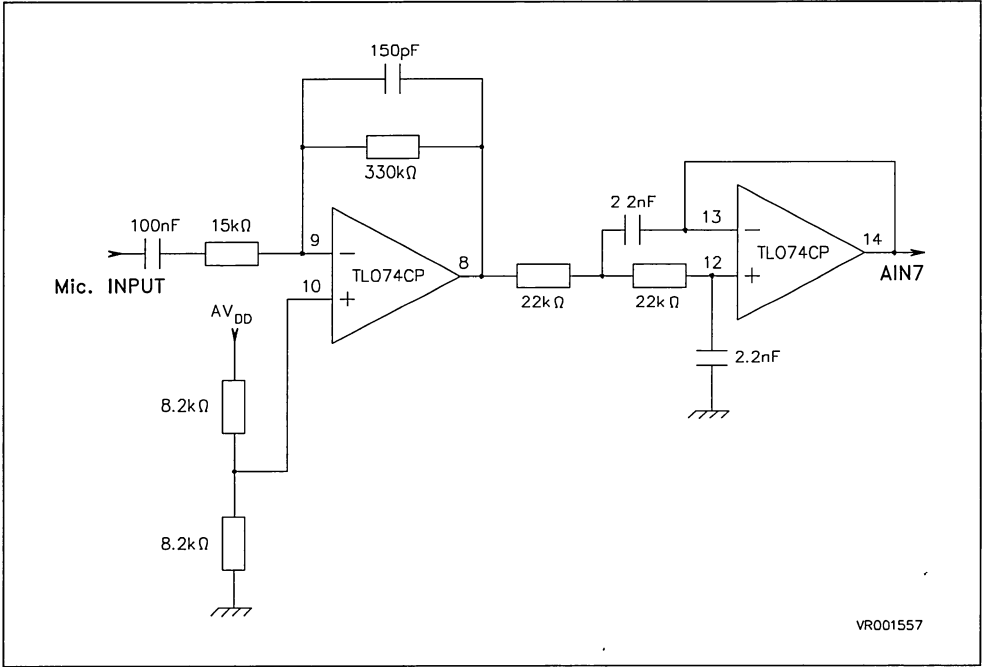 150pF
330kΩ
2 2nF
100nF
15kΩ
9
13
14
8
12
TL074CP
TL074CP
AIN7
Mic. INPUT
10
22kΩ
22kΩ
AVDD
2.2nF
8.2kΩ
8.2kΩ
VR001557